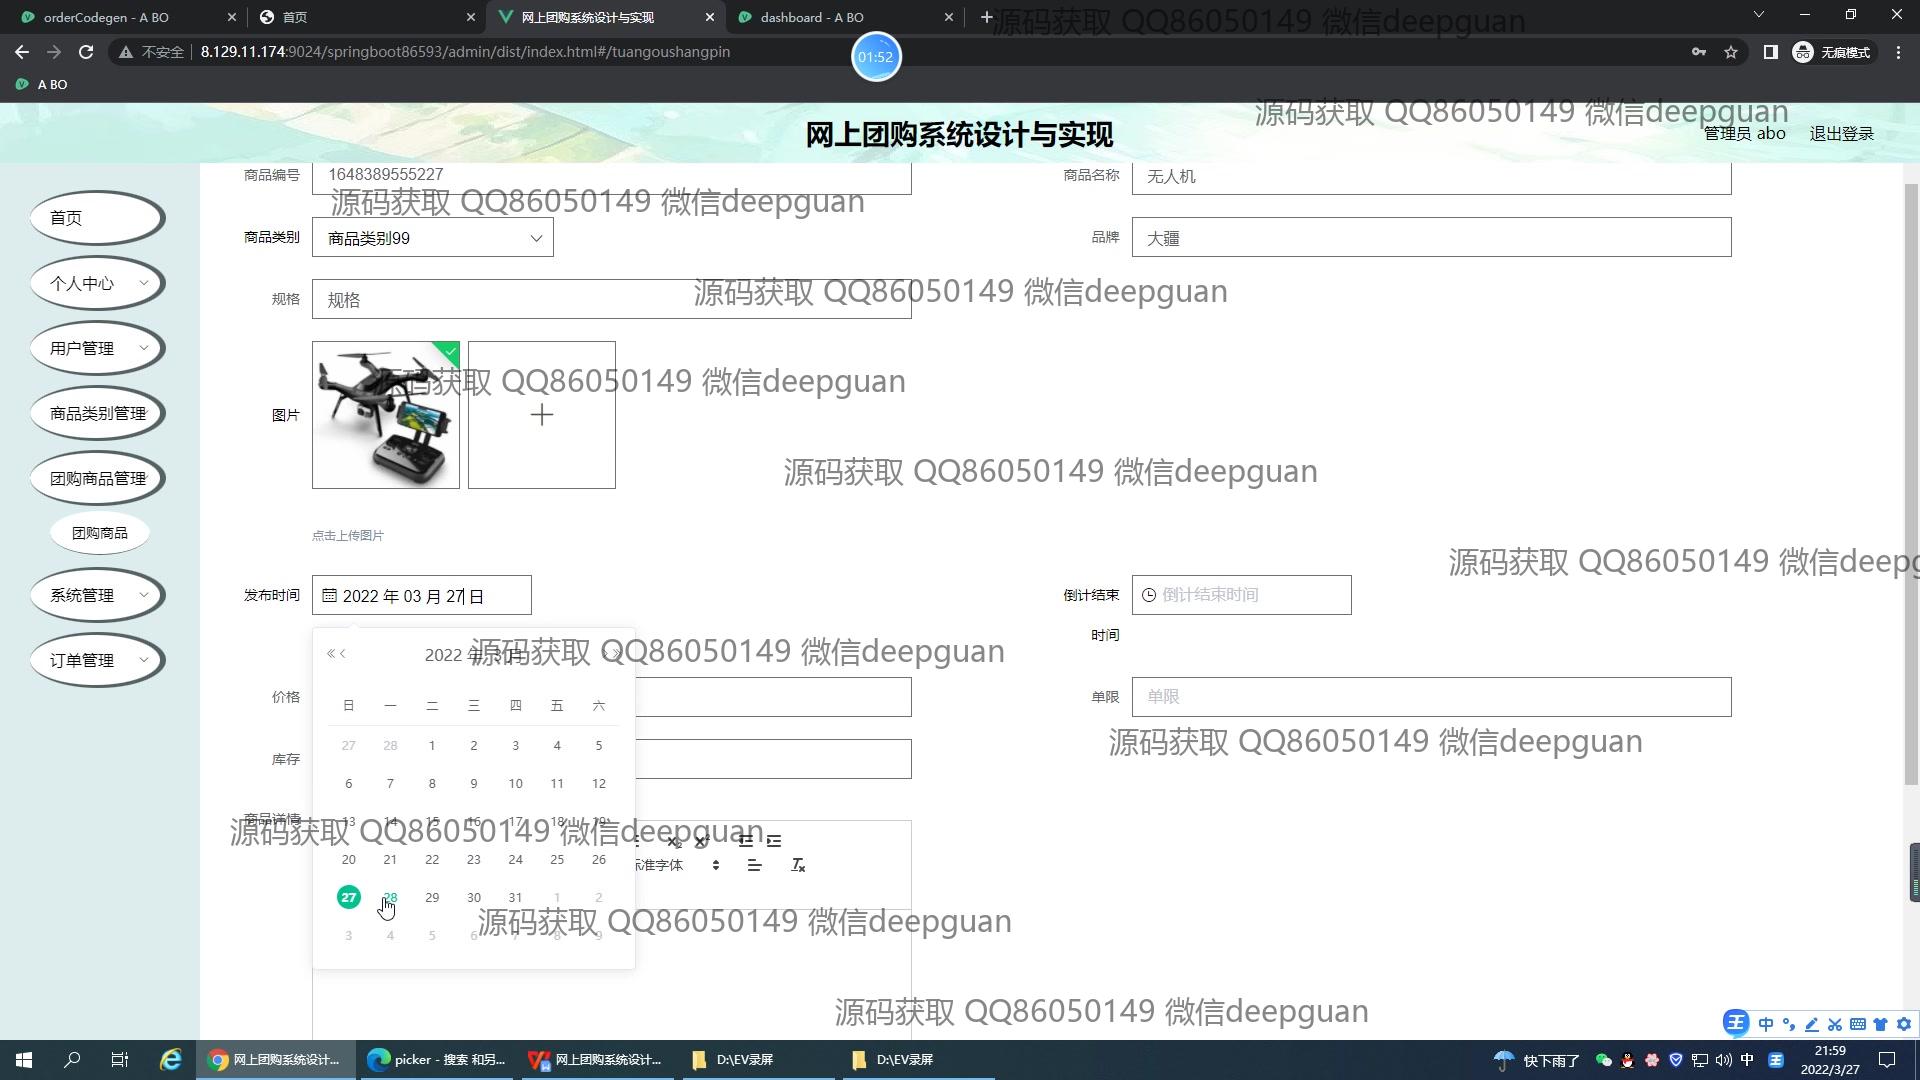 orderCodegen - A BO
首页
网上团购系统设计与实现
dashboard - A BO
源码获取 QQ86050149 微信deepguan
不安全
8.129.11.174:9024/springboot86593/admin/dist/index.html#/tuangoushangpin
01:52
无痕模式
A BO
源码获取 QQ86050149 微信deepguan
网上团购系统设计与实现
管理员 abo
退出登录
商品编号
1648389555227
商品名称
无人机
源码获取 QQ86050149 微信deepguan
首页
商品类别
商品类别99
品牌
大疆
个人中心
规格
规格
源码获取 QQ86050149 微信deepguan
用户管理
源码获取 QQ86050149 微信deepguan
商品类别管理
图片
团购商品管理
源码获取 QQ86050149 微信deepguan
团购商品
点击上传图片
源码获取 QQ86050149 微信deepg
系统管理
发布时间
2022 年 03 月 27 日
倒计结束
时间
倒计结束时间
订单管理
2022 年 3 月
源码获取 QQ86050149 微信deepguan
价格
单限
单限
日 一 二 三 四 五 六
27 28 1 2 3 4 5
源码获取 QQ86050149 微信deepguan
库存
6 7 8 9 10 11 12
商品详情
13 14 15 16 17 18 19
源码获取 QQ86050149 微信deepguan
标准字体
20 21 22 23 24 25 26
27 28 29 30 31 1 2
源码获取 QQ86050149 微信deepguan
3 4 5 6 7 8 9
源码获取 QQ86050149 微信deepguan
王 中
网上团购系统设计...
picker - 搜索 和另...
网上团购系统设计...
D:\EV录屏
D:\EV录屏
快下雨了
中
王
21:59
2022/3/27